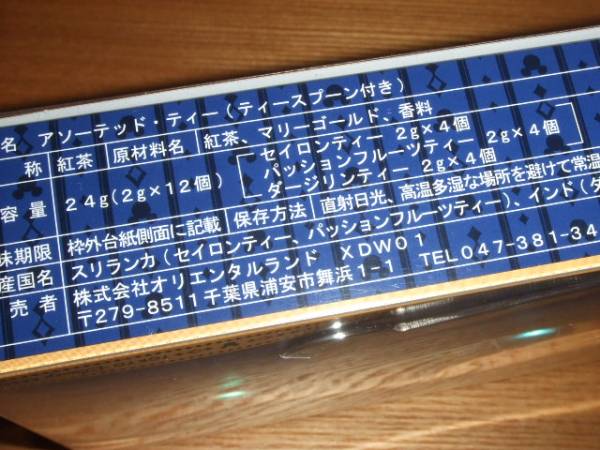 名 アソーテッド・ティー(ティースプーン付き)
称 紅茶 原材料名 紅茶、マリーゴールド、香料
容量 24g(2g×12個) セイロンティー 2g×4個
パッションフルーツティー 2g×4個
ダージリンティー 2g×4個
味期限 枠外台紙側面に記載 保存方法 直射日光、高温多湿な場所を避けて常温
産国名 スリランカ(セイロンティー、パッションフルーツティー)、インド(ダ
売者 株式会社オリエンタルランド XDW01
〒279-8511千葉県浦安市舞浜1-1 TEL047-381-34